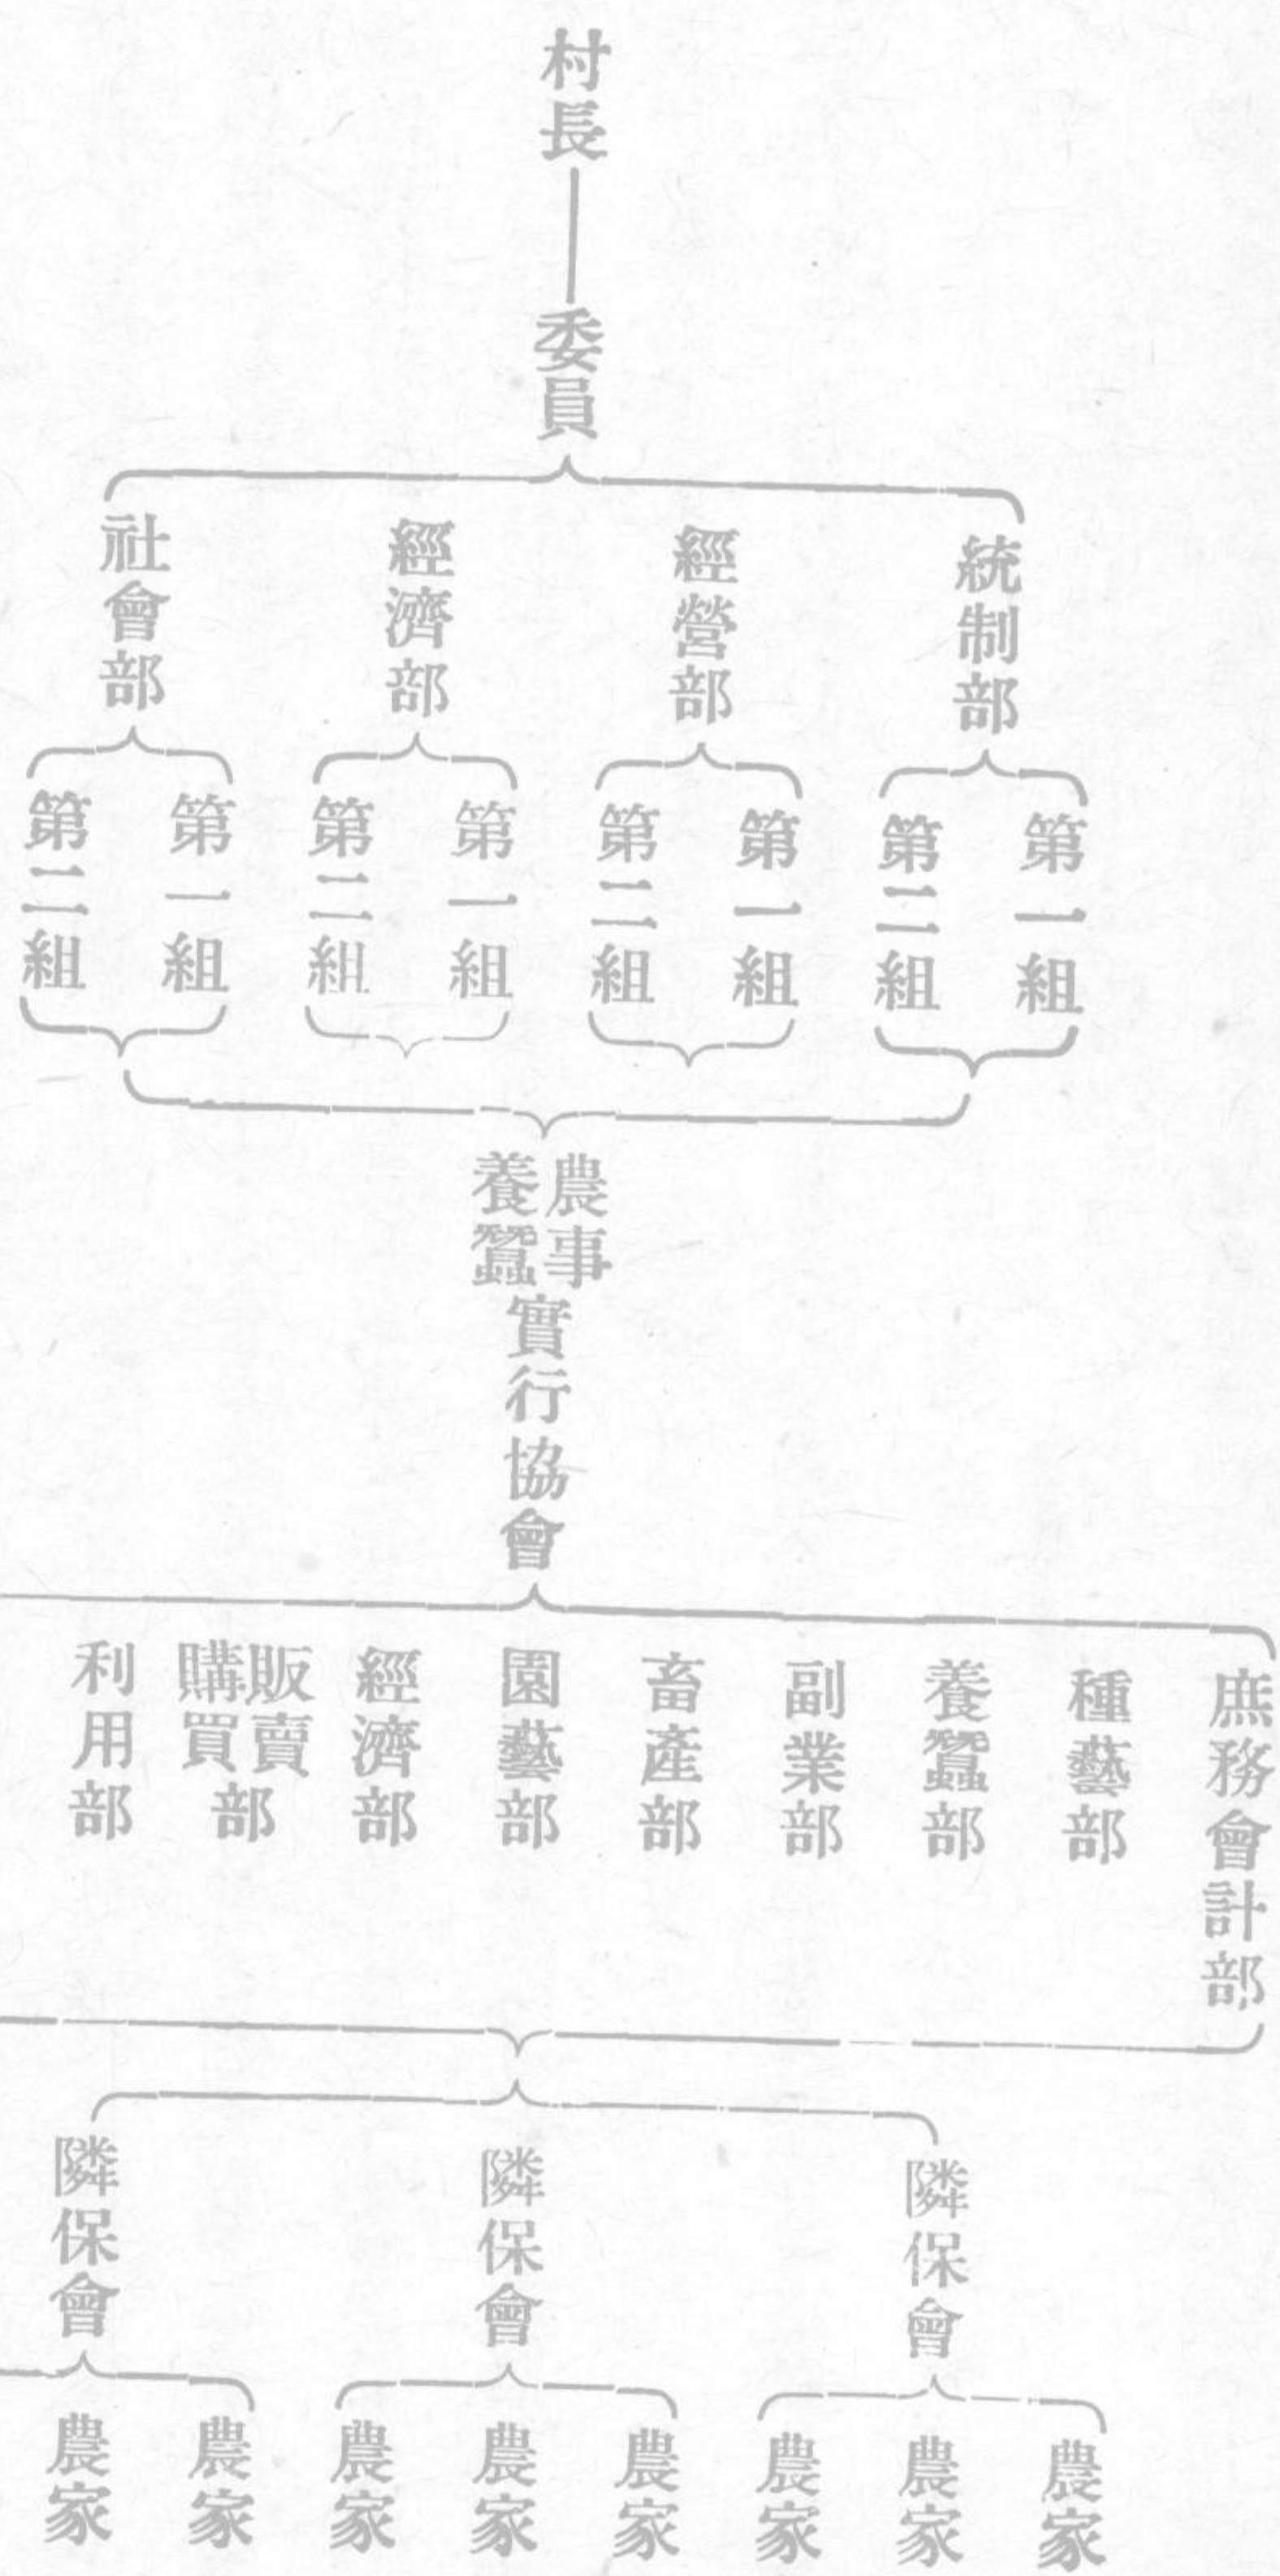 村長
委員
統制部
經營部
經濟部
社會部
第一組
第二組
第一組
第二組
第一組
第二組
第一組
第二組
農事
養蠶
實行協會
庶務會計部
種藝部
養蠶部
副業部
畜產部
園藝部
經濟部
販賣
購買
部
利用部
隣保會
隣保會
隣保會
農家
農家
農家
農家
農家
農家
農家
農家